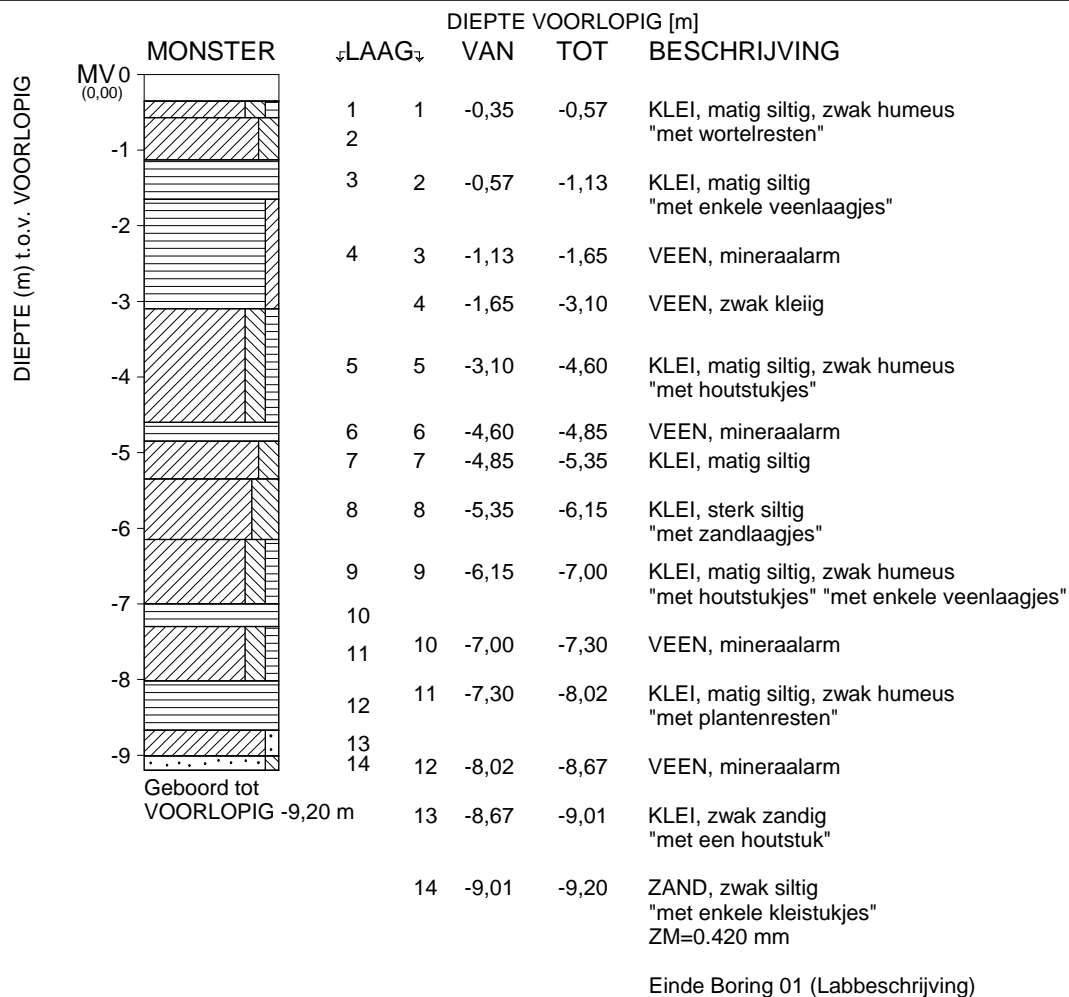 DIEPTE VOORLOPIG [m]
MONSTER LAAG VAN TOT BESCHRIJVING
DIEPTE (m) t.o.v. VOORLOPIG
MV 0
(0,00)
-1
-2
-3
-4
-5
-6
-7
-8
-9
Geboord tot
VOORLOPIG -9,20 m
1
2
3
4
5
6
7
8
9
10
11
12
13
14
1 -0,35 -0,57 KLEI, matig siltig, zwak humeus
"met wortelresten"
2 -0,57 -1,13 KLEI, matig siltig
"met enkele veenlaagjes"
3 -1,13 -1,65 VEEN, mineraalarm
4 -1,65 -3,10 VEEN, zwak kleiig
5 -3,10 -4,60 KLEI, matig siltig, zwak humeus
"met houtstukjes"
6 -4,60 -4,85 VEEN, mineraalarm
7 -4,85 -5,35 KLEI, matig siltig
8 -5,35 -6,15 KLEI, sterk siltig
"met zandlaagjes"
9 -6,15 -7,00 KLEI, matig siltig, zwak humeus
"met houtstukjes" "met enkele veenlaagjes"
10 -7,00 -7,30 VEEN, mineraalarm
11 -7,30 -8,02 KLEI, matig siltig, zwak humeus
"met plantenresten"
12 -8,02 -8,67 VEEN, mineraalarm
13 -8,67 -9,01 KLEI, zwak zandig
"met een houtstuk"
14 -9,01 -9,20 ZAND, zwak siltig
"met enkele kleistukjes"
ZM=0.420 mm
Einde Boring 01 (Labbeschrijving)